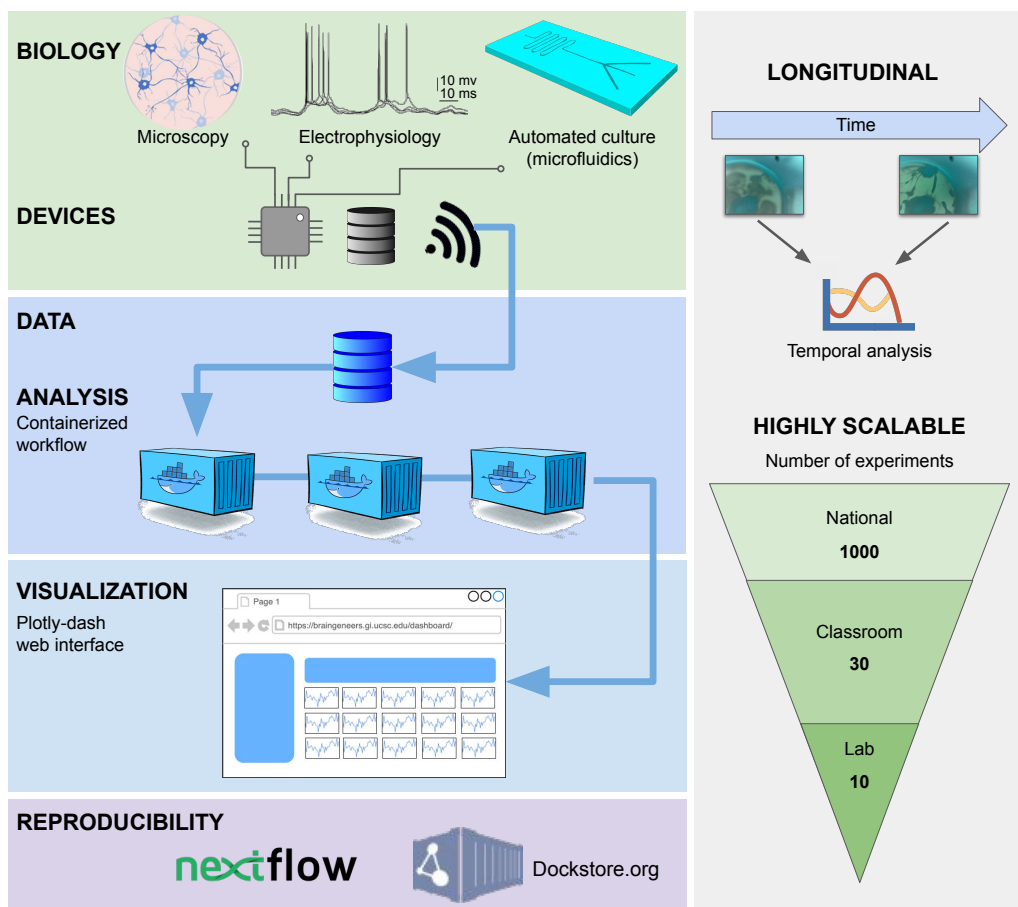 BIOLOGY
10 mv
10 ms
Microscopy
Electrophysiology
Automated culture
(microfluidics)
DEVICES
DATA
ANALYSIS
Containerized
workflow
VISUALIZATION
Plotly-dash
web interface
Page 1
https://braingeneers.gi.ucsc.edu/dashboard/
REPRODUCIBILITY
nextflow
Dockstore.org
LONGITUDINAL
Time
Temporal analysis
HIGHLY SCALABLE
Number of experiments
National
1000
Classroom
30
Lab
10